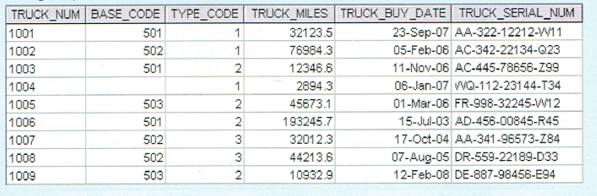 TRUCK_NUM BASE_CODE TYPE_CODE TRUCK_MILES TRUCK_BUY_DATE TRUCK_SERIAL_NUM
1001 501 1 32123.5 23-Sep-07 AA-322-12212-W11
1002 502 1 76984.3 05-Feb-06 AC-342-22134-Q23
1003 501 2 12346.6 11-Nov-06 AC-445-78656-Z99
1004 1 2894.3 06-Jan-07 WQ-112-23144-T34
1005 503 2 45673.1 01-Mar-06 FR-998-32245-W12
1006 501 2 193245.7 15-Jul-03 AD-456-00845-R45
1007 502 3 32012.3 17-Oct-04 AA-341-96573-Z84
1008 502 3 44213.6 07-Aug-05 DR-559-22189-D33
1009 503 2 10932.9 12-Feb-08 DE-887-98456-E94